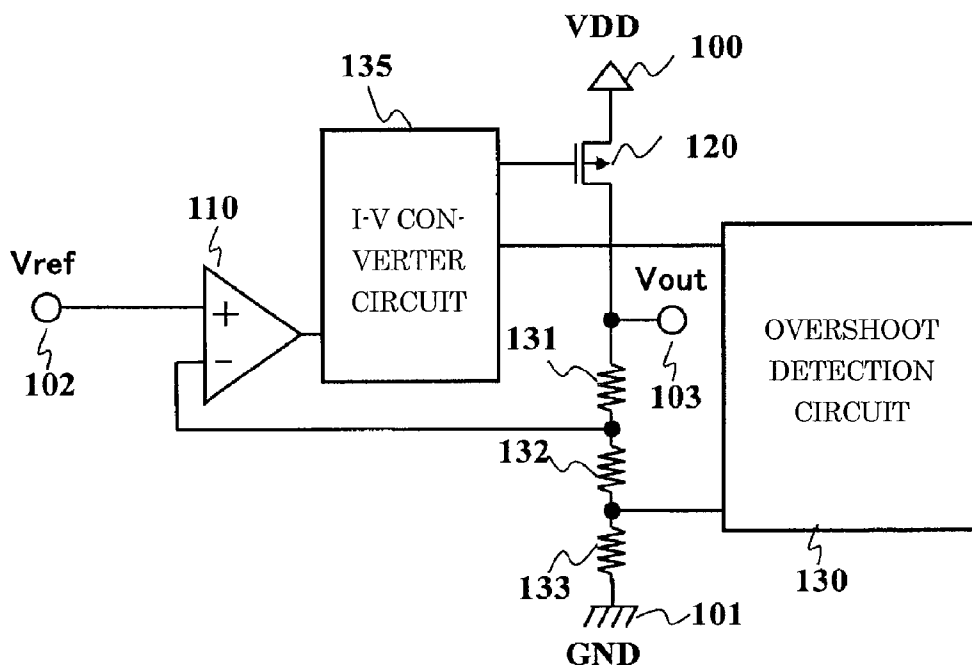 VDD
100
135
120
110
I-V CON-
VERTER
CIRCUIT
Vref
+
−
102
Vout
103
131
132
133
OVERSHOOT
DETECTION
CIRCUIT
130
101
GND